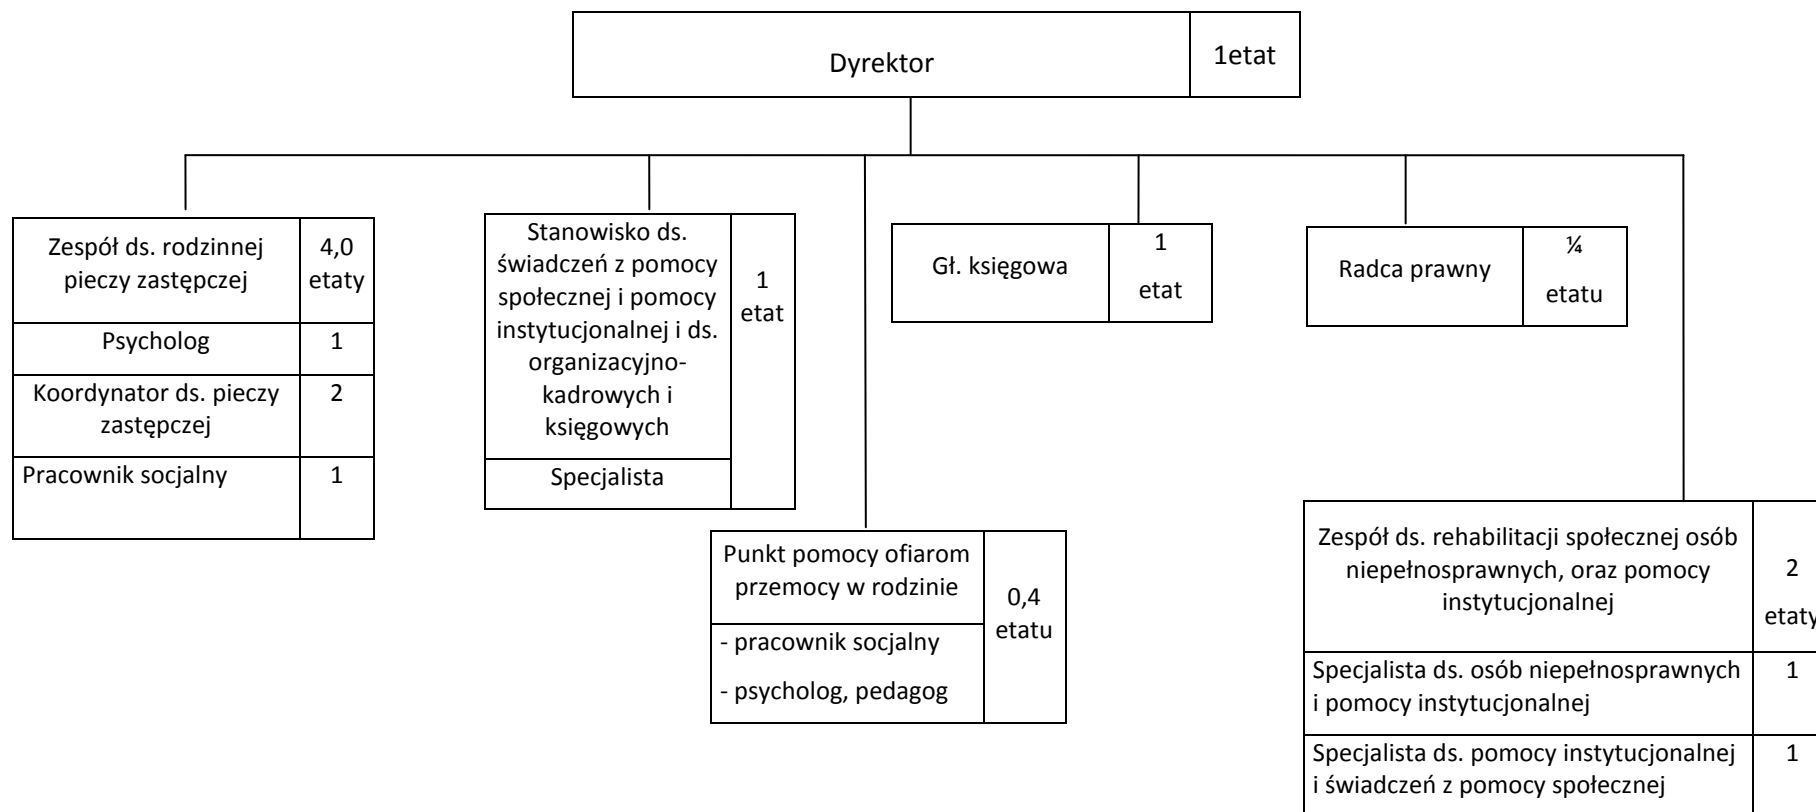 Dyrektor
1etat
Zespół ds. rodzinnej
pieczy zastępczej
4,0
etaty
Psycholog
1
Koordynator ds. pieczy
zastępczej
2
Pracownik socjalny
1
Stanowisko ds.
świadczeń z pomocy
społecznej i pomocy
instytucjonalnej i ds.
organizacyjno-
kadrowych i
księgowych
1
etat
Specjalista
Punkt pomocy ofiarom
przemocy w rodzinie
0,4
etatu
- pracownik socjalny
- psycholog, pedagog
Gł. księgowa
1
etat
Radca prawny
¼
etatu
Zespół ds. rehabilitacji społecznej osób
niepełnosprawnych, oraz pomocy
instytucjonalnej
2
etaty
Specjalista ds. osób niepełnosprawnych
i pomocy instytucjonalnej
1
Specjalista ds. pomocy instytucjonalnej
i świadczeń z pomocy społecznej
1